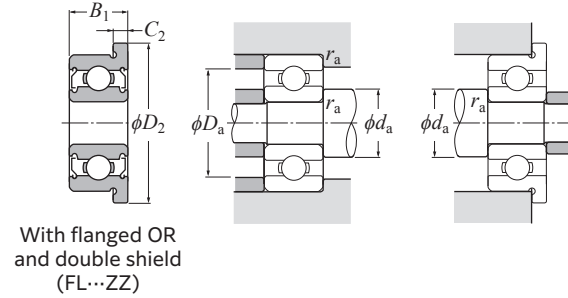 B₁
C₂
ϕD₂
rₐ
rₐ
ϕDₐ
ϕdₐ
rₐ
ϕdₐ
With flanged OR
and double shield
(FL···ZZ)